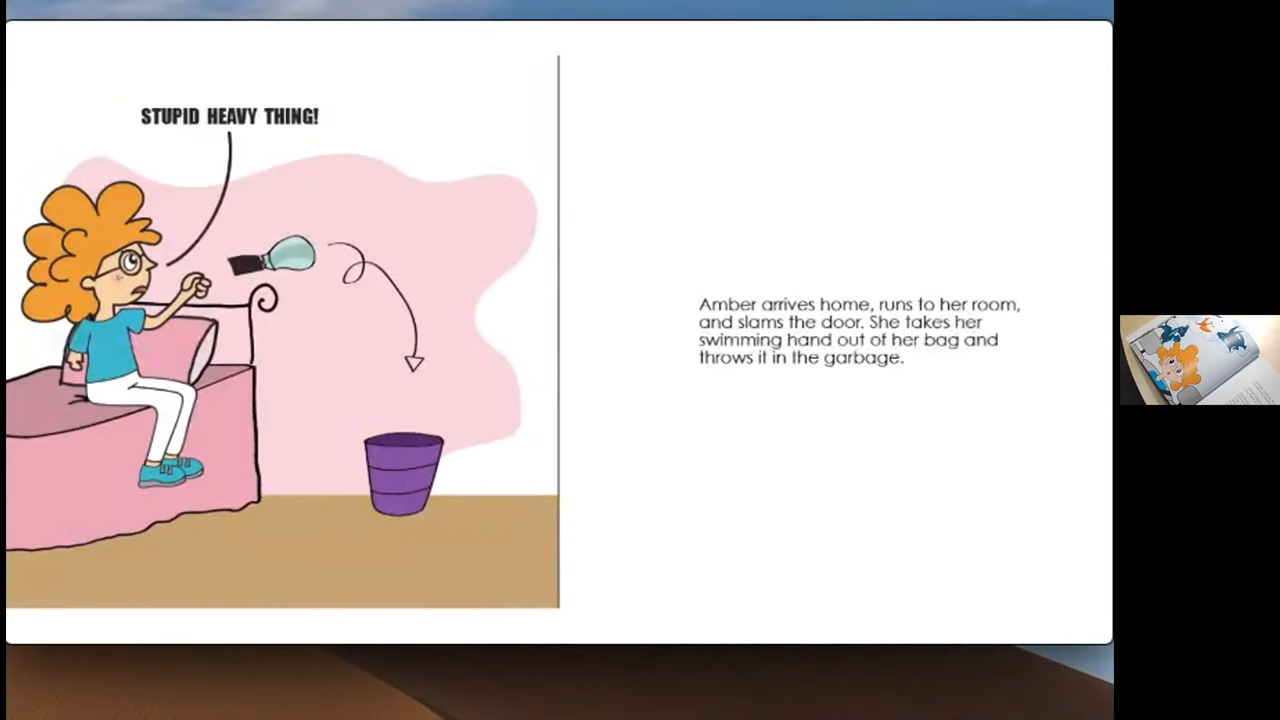 STUPID HEAVY THING!
Amber arrives home, runs to her room,
and slams the door. She takes her
swimming hand out of her bag and
throws it in the garbage.